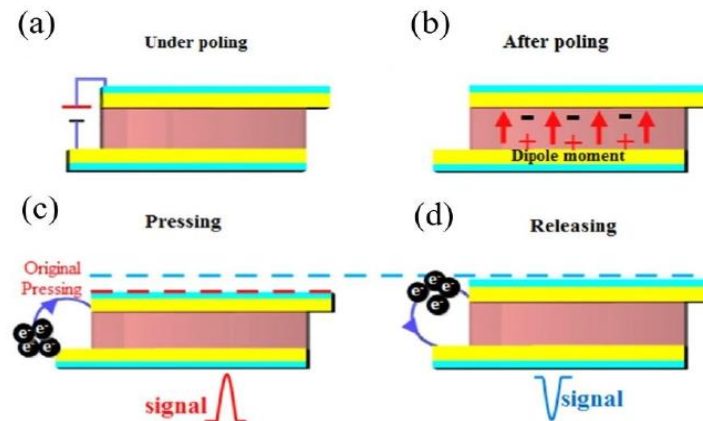 (a)
Under poling
(b)
After poling
- - -
+ + +
Dipole moment
(c)
Pressing
(d)
Releasing
Original
Pressing
e- e- e- e-
e- e- e- e-
signal
signal